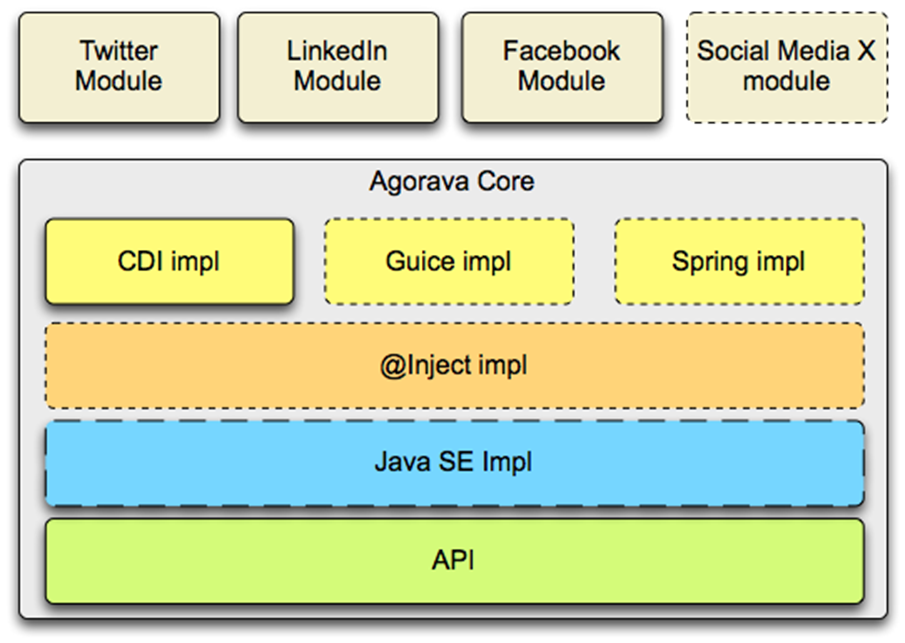 Twitter
Module
LinkedIn
Module
Facebook
Module
Social Media X
module
Agorava Core
CDI impl
Guice impl
Spring impl
@Inject impl
Java SE Impl
API